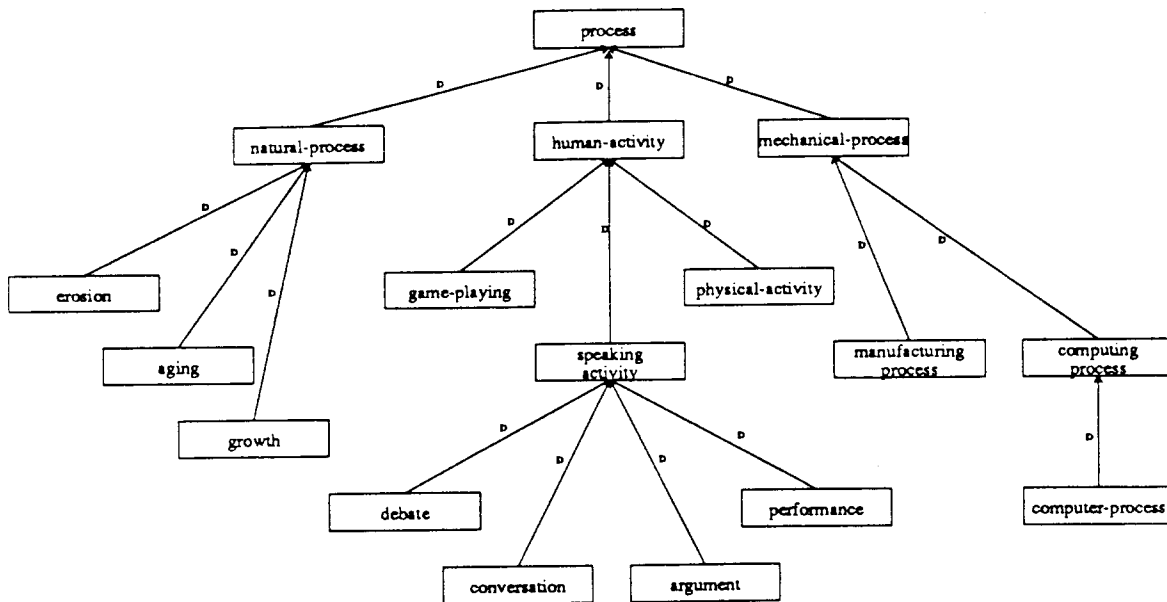 process
D
D
D
natural-process
human-activity
mechanical-process
D
D
D
D
D
D
D
D
erosion
game-playing
physical-activity
aging
speaking
activity
manufacturing
process
computing
process
growth
D
D
D
D
D
debate
performance
computer-process
conversation
argument